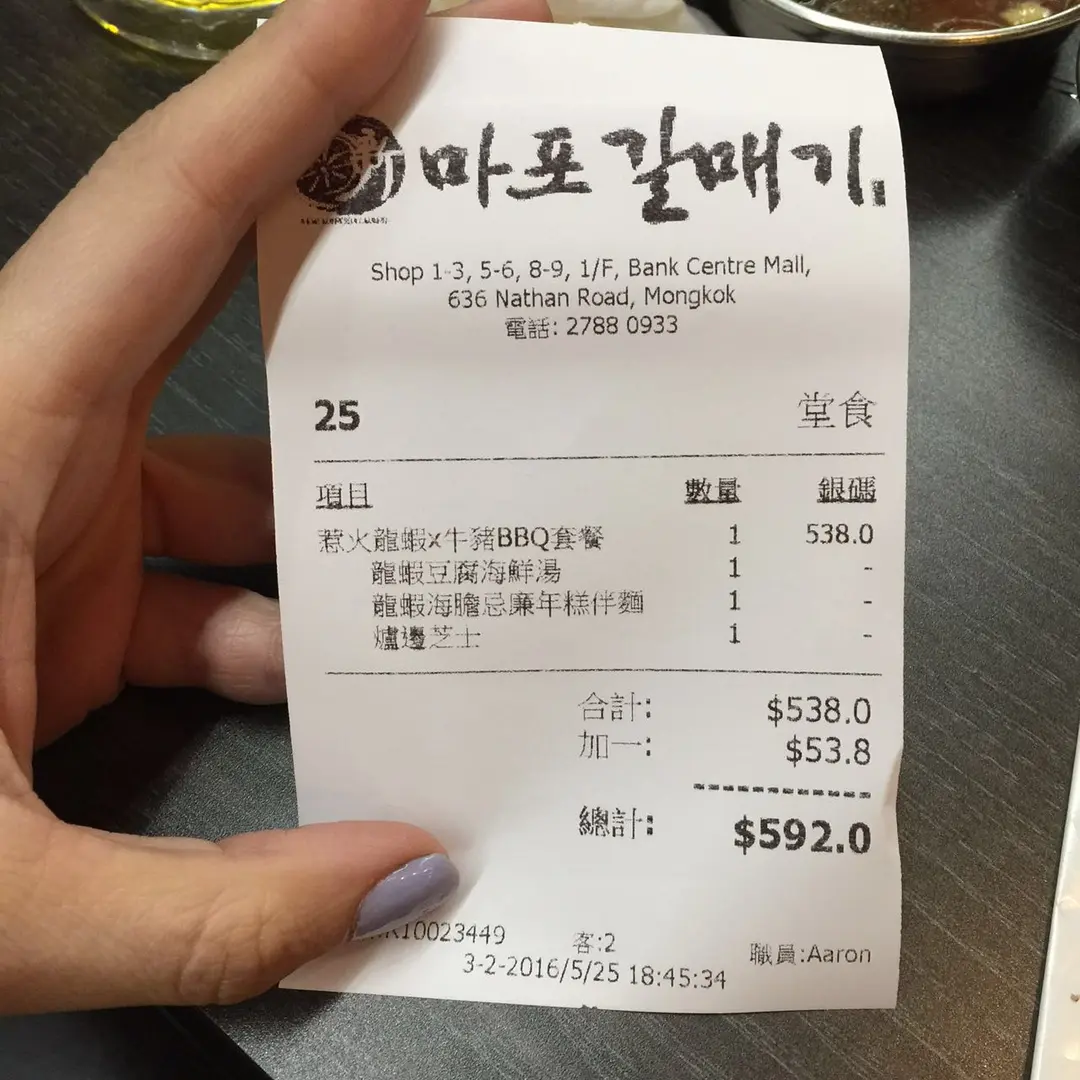 新 마포갈매기.
Shop 1-3, 5-6, 8-9, 1/F, Bank Centre Mall,
636 Nathan Road, Mongkok
電話: 2788 0933
25 堂食
項目 數量 銀碼
惹火龍蝦x牛豬BBQ套餐 1 538.0
龍蝦豆腐海鮮湯 1 -
龍蝦海膽忌廉年糕伴麵 1 -
爐邊芝士 1 -
合計: $538.0
加一: $53.8
總計: $592.0
10023449 客:2 職員:Aaron
3-2-2016/5/25 18:45:34